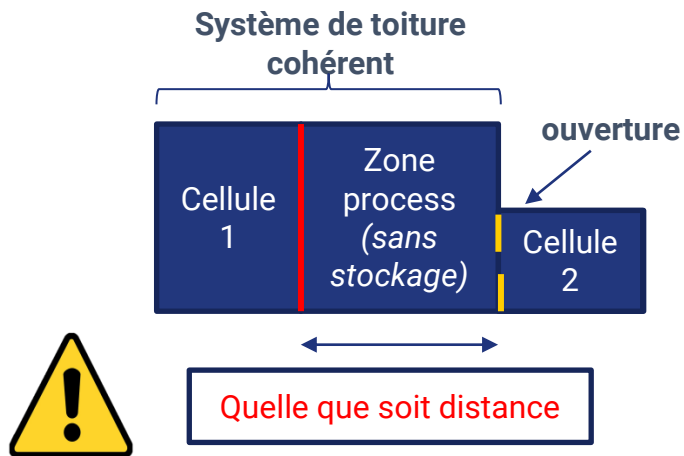 Système de toiture
cohérent
ouverture
Cellule
1
Zone
process
(sans
stockage)
Cellule
2
Quelle que soit distance